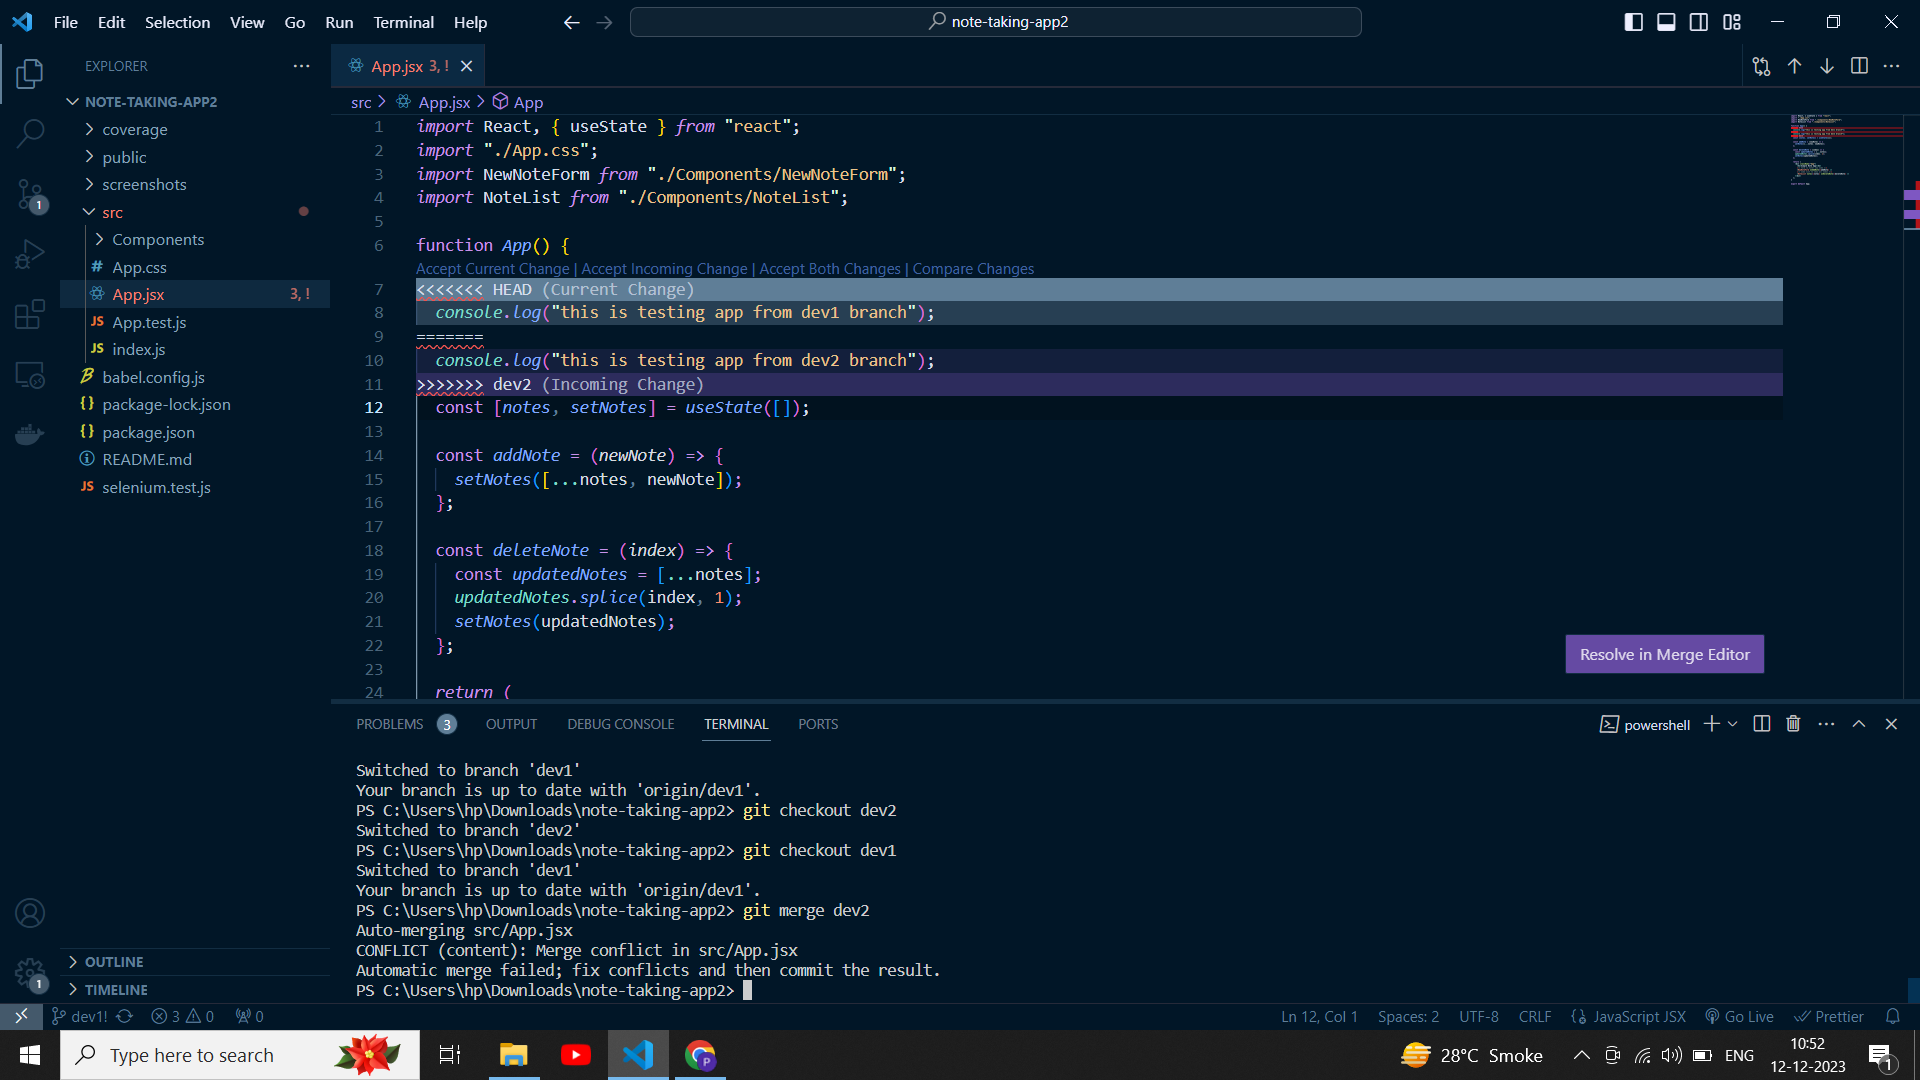 File Edit Selection View Go Run Terminal Help
note-taking-app2
EXPLORER
NOTE-TAKING-APP2
coverage
public
screenshots
src
Components
# App.css
App.jsx 3, !
JS App.test.js
JS index.js
babel.config.js
{} package-lock.json
{} package.json
README.md
JS selenium.test.js
OUTLINE
TIMELINE
1
1
App.jsx 3, !
src > App.jsx > App
1 import React, { useState } from "react";
2 import "./App.css";
3 import NewNoteForm from "./Components/NewNoteForm";
4 import NoteList from "./Components/NoteList";
5
6 function App() {
Accept Current Change | Accept Incoming Change | Accept Both Changes | Compare Changes
7 <<<<<<< HEAD (Current Change)
8 console.log("this is testing app from dev1 branch");
9 =======
10 console.log("this is testing app from dev2 branch");
11 >>>>>>> dev2 (Incoming Change)
12 const [notes, setNotes] = useState([]);
13
14 const addNote = (newNote) => {
15 setNotes([...notes, newNote]);
16 };
17
18 const deleteNote = (index) => {
19 const updatedNotes = [...notes];
20 updatedNotes.splice(index, 1);
21 setNotes(updatedNotes);
22 };
23
24 return (
Resolve in Merge Editor
PROBLEMS 3 OUTPUT DEBUG CONSOLE TERMINAL PORTS
powershell
Switched to branch 'dev1'
Your branch is up to date with 'origin/dev1'.
PS C:\Users\hp\Downloads\note-taking-app2> git checkout dev2
Switched to branch 'dev2'
PS C:\Users\hp\Downloads\note-taking-app2> git checkout dev1
Switched to branch 'dev1'
Your branch is up to date with 'origin/dev1'.
PS C:\Users\hp\Downloads\note-taking-app2> git merge dev2
Auto-merging src/App.jsx
CONFLICT (content): Merge conflict in src/App.jsx
Automatic merge failed; fix conflicts and then commit the result.
PS C:\Users\hp\Downloads\note-taking-app2>
dev1! 3 0 0
Ln 12, Col 1 Spaces: 2 UTF-8 CRLF JavaScript JSX Go Live Prettier
Type here to search
P
28°C Smoke
ENG
10:52
12-12-2023
1